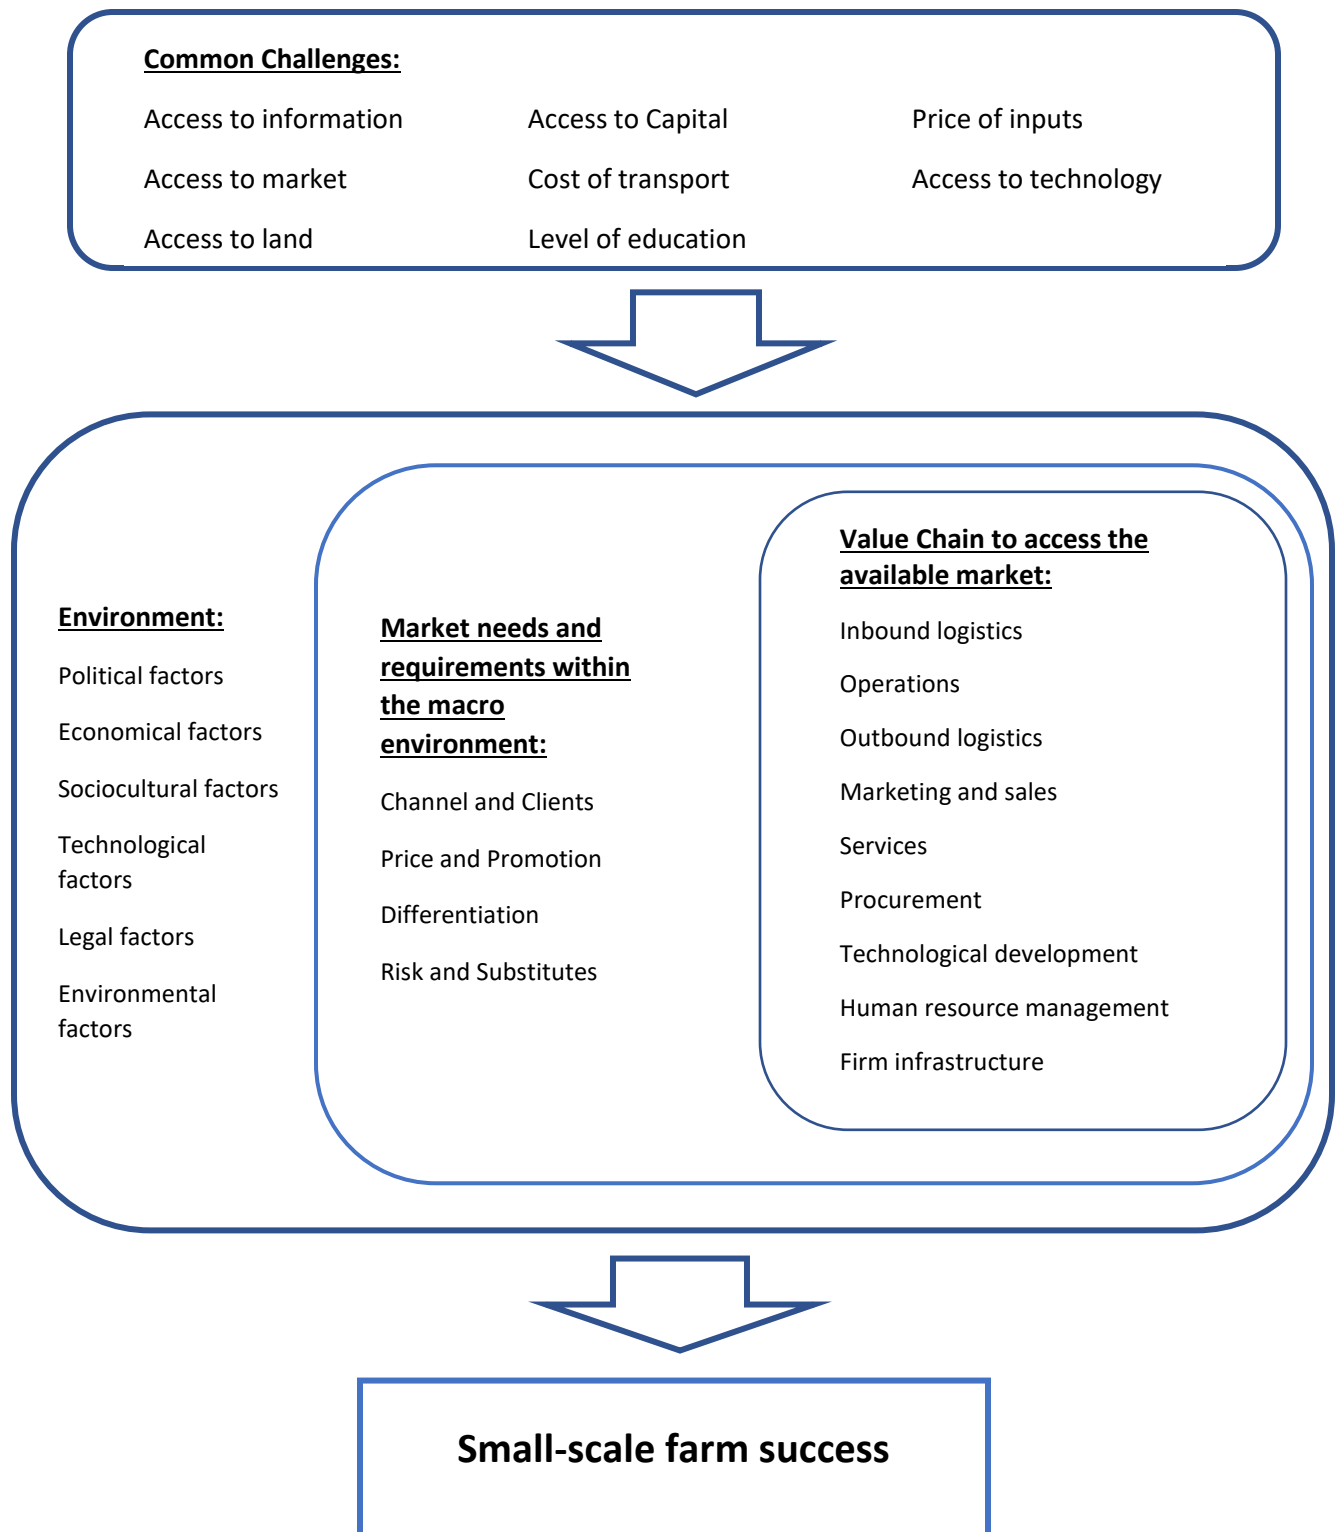 Common Challenges:
Access to information
Access to Capital
Price of inputs
Access to market
Cost of transport
Access to technology
Access to land
Level of education
Environment:
Political factors
Economical factors
Sociocultural factors
Technological
factors
Legal factors
Environmental
factors
Market needs and
requirements within
the macro
environment:
Channel and Clients
Price and Promotion
Differentiation
Risk and Substitutes
Value Chain to access the
available market:
Inbound logistics
Operations
Outbound logistics
Marketing and sales
Services
Procurement
Technological development
Human resource management
Firm infrastructure
Small-scale farm success